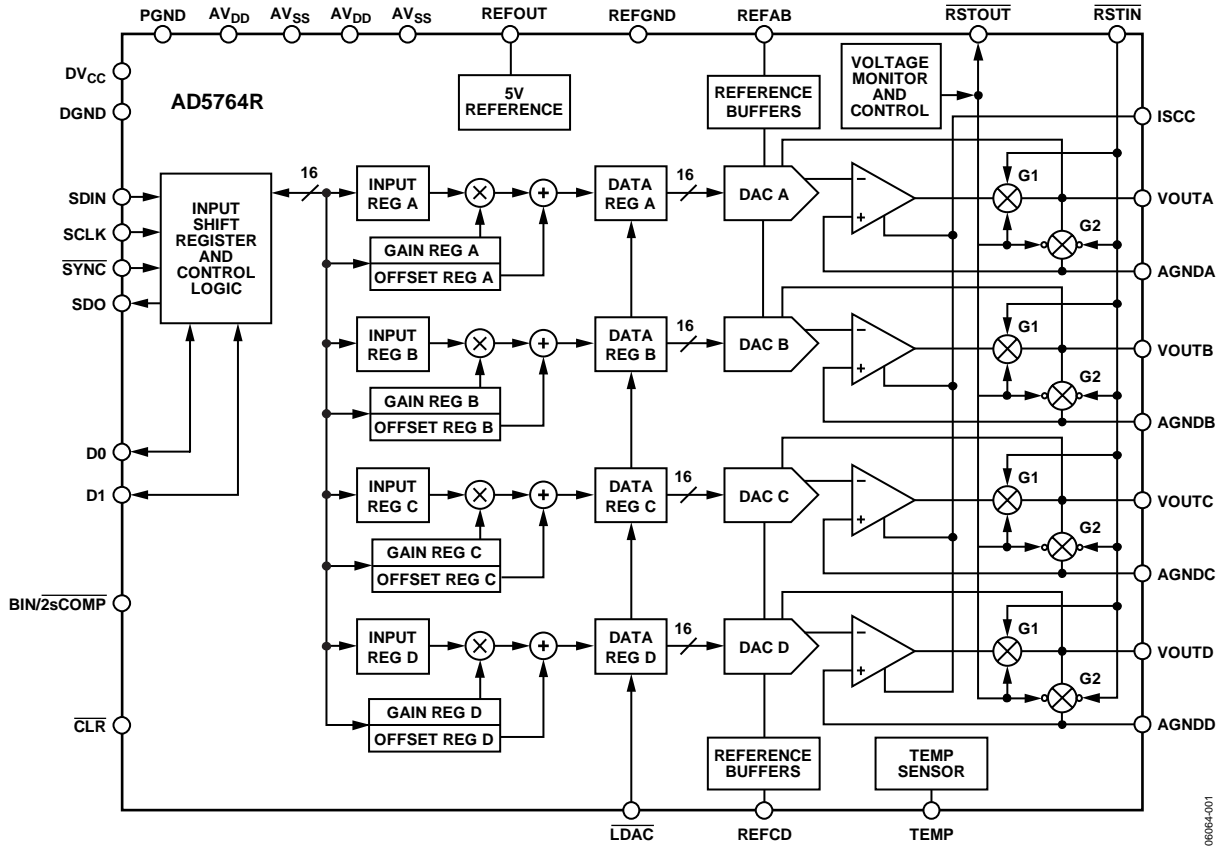 PGND AVDD AVSS AVDD AVSS REFOUT REFGND REFAB RSTOUT RSTIN
DVCC
DGND
AD5764R
5V
REFERENCE
REFERENCE
BUFFERS
VOLTAGE
MONITOR
AND
CONTROL
ISCC
SDIN
SCLK
SYNC
SDO
INPUT
SHIFT
REGISTER
AND
CONTROL
LOGIC
16
INPUT
REG A
×
+
DATA
REG A
16
DAC A
−
+
G1
G2
VOUTA
AGNDA
GAIN REG A
OFFSET REG A
INPUT
REG B
×
+
DATA
REG B
16
DAC B
−
+
G1
G2
VOUTB
AGNDB
GAIN REG B
OFFSET REG B
D0
D1
INPUT
REG C
×
+
DATA
REG C
16
DAC C
−
+
G1
G2
VOUTC
AGNDC
GAIN REG C
OFFSET REG C
BIN/2sCOMP
INPUT
REG D
×
+
DATA
REG D
16
DAC D
−
+
G1
G2
VOUTD
AGNDD
GAIN REG D
OFFSET REG D
CLR
REFERENCE
BUFFERS
TEMP
SENSOR
LDAC REFCD TEMP
06064-001